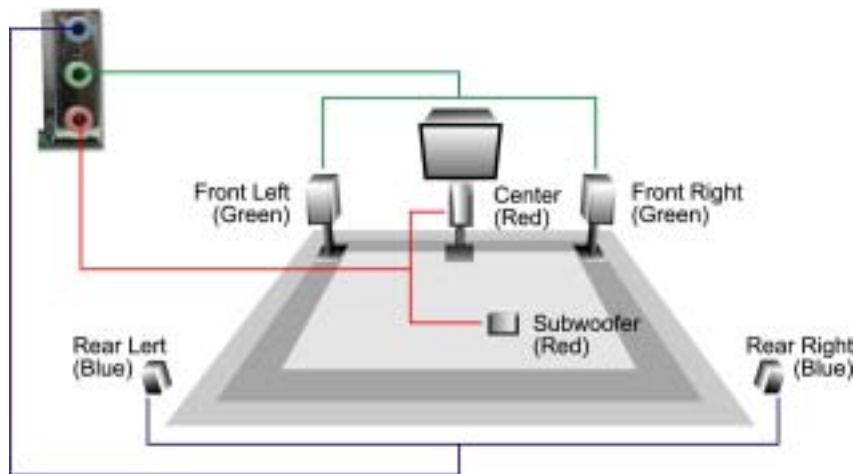 Front Left
(Green)
Center
(Red)
Front Right
(Green)
Subwoofer
(Red)
Rear Lert
(Blue)
Rear Right
(Blue)